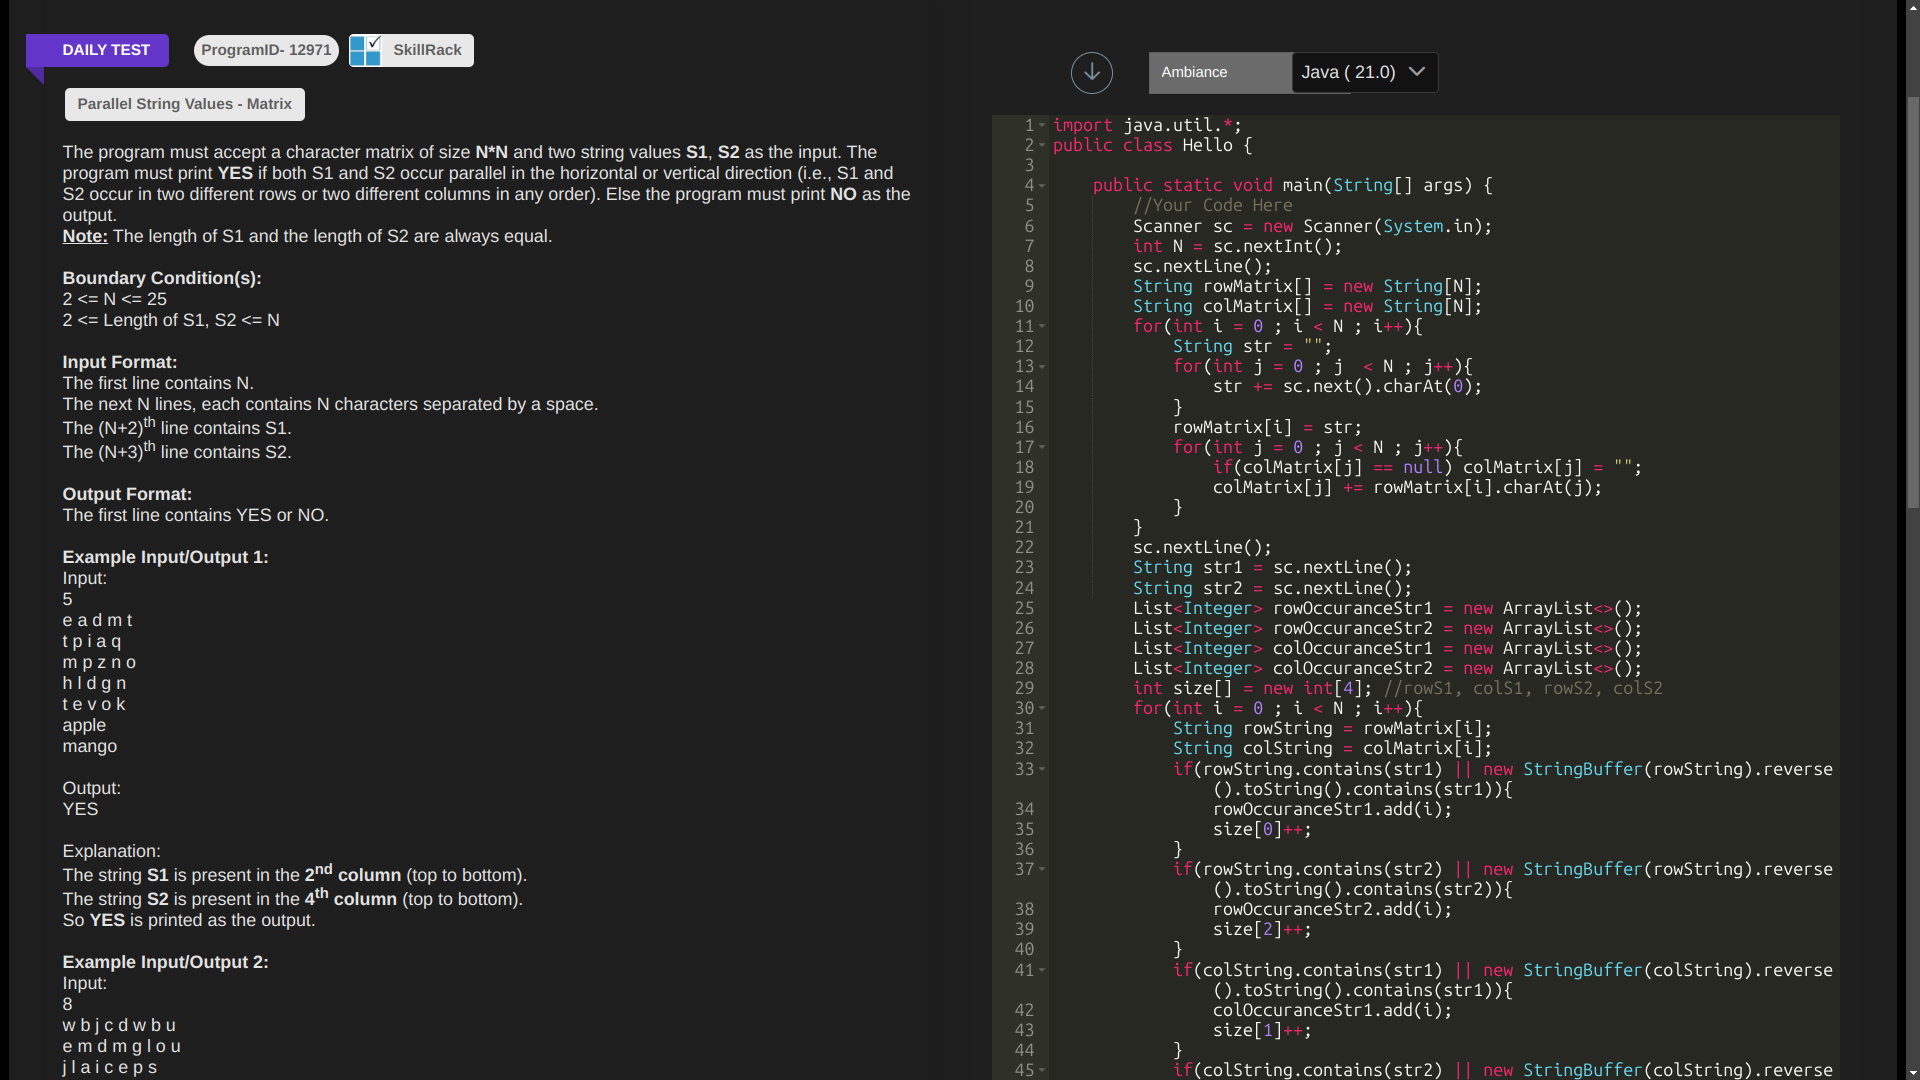 DAILY TEST
ProgramID- 12971
SkillRack
Parallel String Values - Matrix
The program must accept a character matrix of size N*N and two string values S1, S2 as the input. The
program must print YES if both S1 and S2 occur parallel in the horizontal or vertical direction (i.e., S1 and
S2 occur in two different rows or two different columns in any order). Else the program must print NO as the
output.
Note: The length of S1 and the length of S2 are always equal.
Boundary Condition(s):
2 <= N <= 25
2 <= Length of S1, S2 <= N
Input Format:
The first line contains N.
The next N lines, each contains N characters separated by a space.
The (N+2)th line contains S1.
The (N+3)th line contains S2.
Output Format:
The first line contains YES or NO.
Example Input/Output 1:
Input:
5
e a d m t
t p i a q
m p z n o
h l d g n
t e v o k
apple
mango
Output:
YES
Explanation:
The string S1 is present in the 2nd column (top to bottom).
The string S2 is present in the 4th column (top to bottom).
So YES is printed as the output.
Example Input/Output 2:
Input:
8
w b j c d w b u
e m d m g l o u
j l a i c e p s
Ambiance
Java ( 21.0)
1 import java.util.*;
2 public class Hello {
3
4 public static void main(String[] args) {
5 //Your Code Here
6 Scanner sc = new Scanner(System.in);
7 int N = sc.nextInt();
8 sc.nextLine();
9 String rowMatrix[] = new String[N];
10 String colMatrix[] = new String[N];
11 for(int i = 0 ; i < N ; i++){
12 String str = "";
13 for(int j = 0 ; j  < N ; j++){
14 str += sc.next().charAt(0);
15 }
16 rowMatrix[i] = str;
17 for(int j = 0 ; j < N ; j++){
18 if(colMatrix[j] == null) colMatrix[j] = "";
19 colMatrix[j] += rowMatrix[i].charAt(j);
20 }
21 }
22 sc.nextLine();
23 String str1 = sc.nextLine();
24 String str2 = sc.nextLine();
25 List<Integer> rowOccuranceStr1 = new ArrayList<>();
26 List<Integer> rowOccuranceStr2 = new ArrayList<>();
27 List<Integer> colOccuranceStr1 = new ArrayList<>();
28 List<Integer> colOccuranceStr2 = new ArrayList<>();
29 int size[] = new int[4]; //rowS1, colS1, rowS2, colS2
30 for(int i = 0 ; i < N ; i++){
31 String rowString = rowMatrix[i];
32 String colString = colMatrix[i];
33 if(rowString.contains(str1) || new StringBuffer(rowString).reverse
().toString().contains(str1)){
34 rowOccuranceStr1.add(i);
35 size[0]++;
36 }
37 if(rowString.contains(str2) || new StringBuffer(rowString).reverse
().toString().contains(str2)){
38 rowOccuranceStr2.add(i);
39 size[2]++;
40 }
41 if(colString.contains(str1) || new StringBuffer(colString).reverse
().toString().contains(str1)){
42 colOccuranceStr1.add(i);
43 size[1]++;
44 }
45 if(colString.contains(str2) || new StringBuffer(colString).reverse